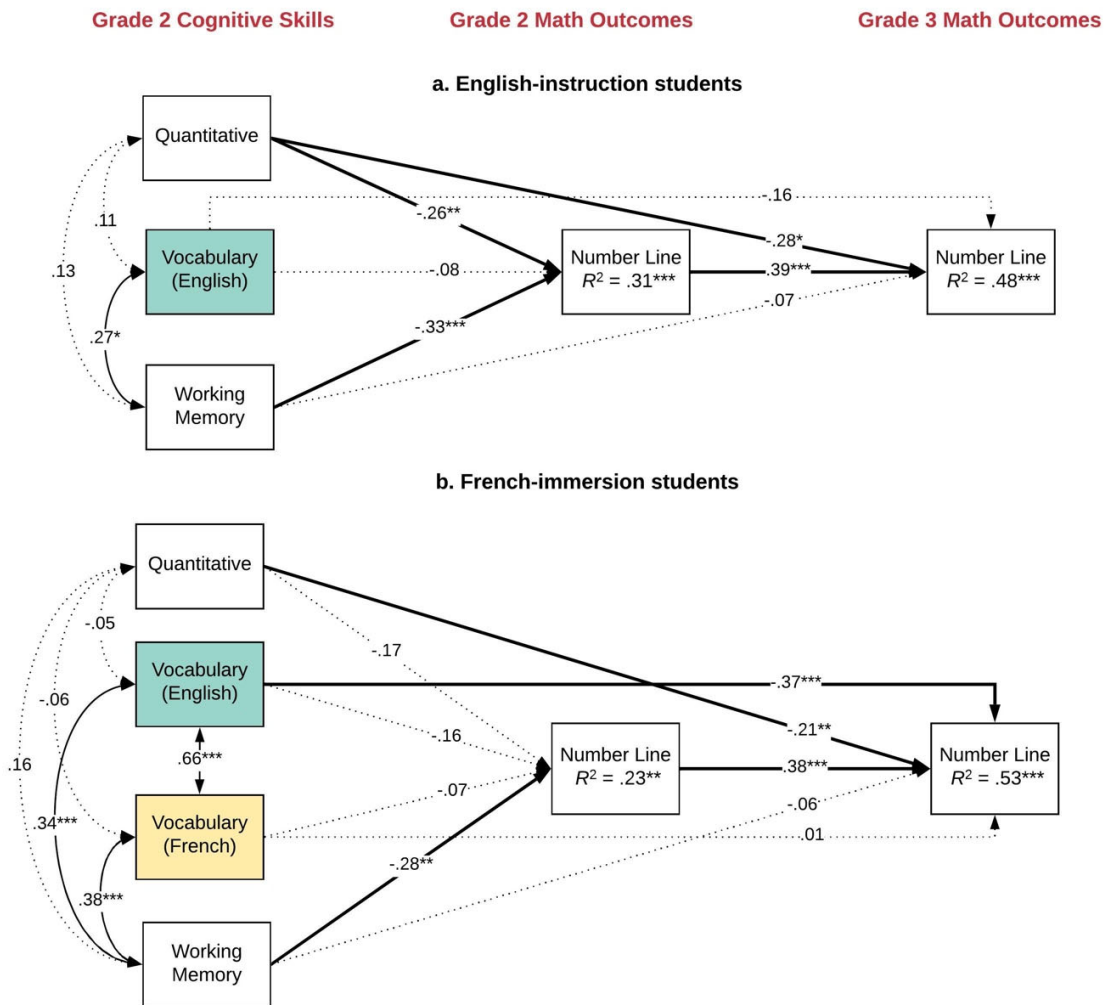 Grade 2 Cognitive Skills Grade 2 Math Outcomes Grade 3 Math Outcomes
a. English-instruction students
Quantitative
-.16
-.26**
.11
-.28*
Vocabulary
(English)
Number Line
R² = .31***
Number Line
R² = .48***
.13
-.08
.39***
-.07
.27*
-.33***
Working
Memory
b. French-immersion students
Quantitative
-.05
-.17
Vocabulary
(English)
-.37***
-.06
-.16
-.21**
.66***
Number Line
R² = .23**
Number Line
R² = .53***
.16
.38***
-.07
-.06
.34***
Vocabulary
(French)
.01
-.28**
.38***
Working
Memory